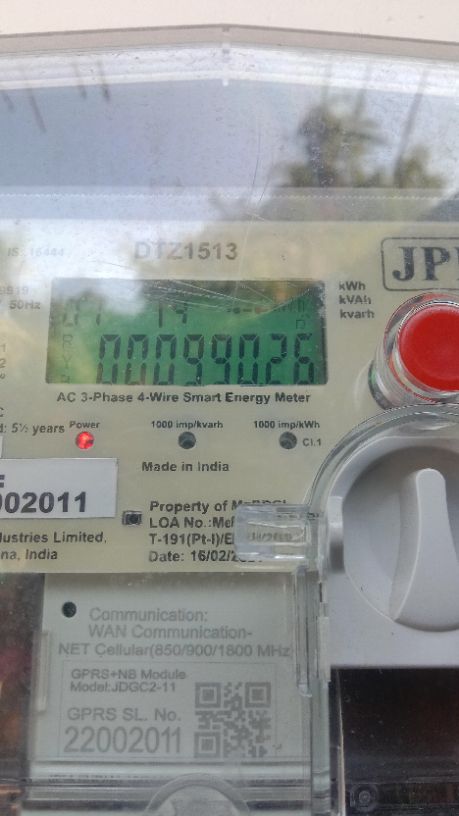 IS 16444
DTZ1513
JP
9919
50Hz
kWh
kVAh
kvarh
00099026
AC 3-Phase 4-Wire Smart Energy Meter
d: 5½ years
Power
1000 imp/kvarh
1000 imp/kWh
Cl.1
Made in India
002011
Property of
LOA No.:
T-191(Pt-I)/
Date: 16/02/
dustries Limited,
na, India
Communication:
WAN Communication-
NET Cellular(850/900/1800 MHz)
GPRS+NB Module
Model:JDGC2-11
GPRS SL. No.
22002011